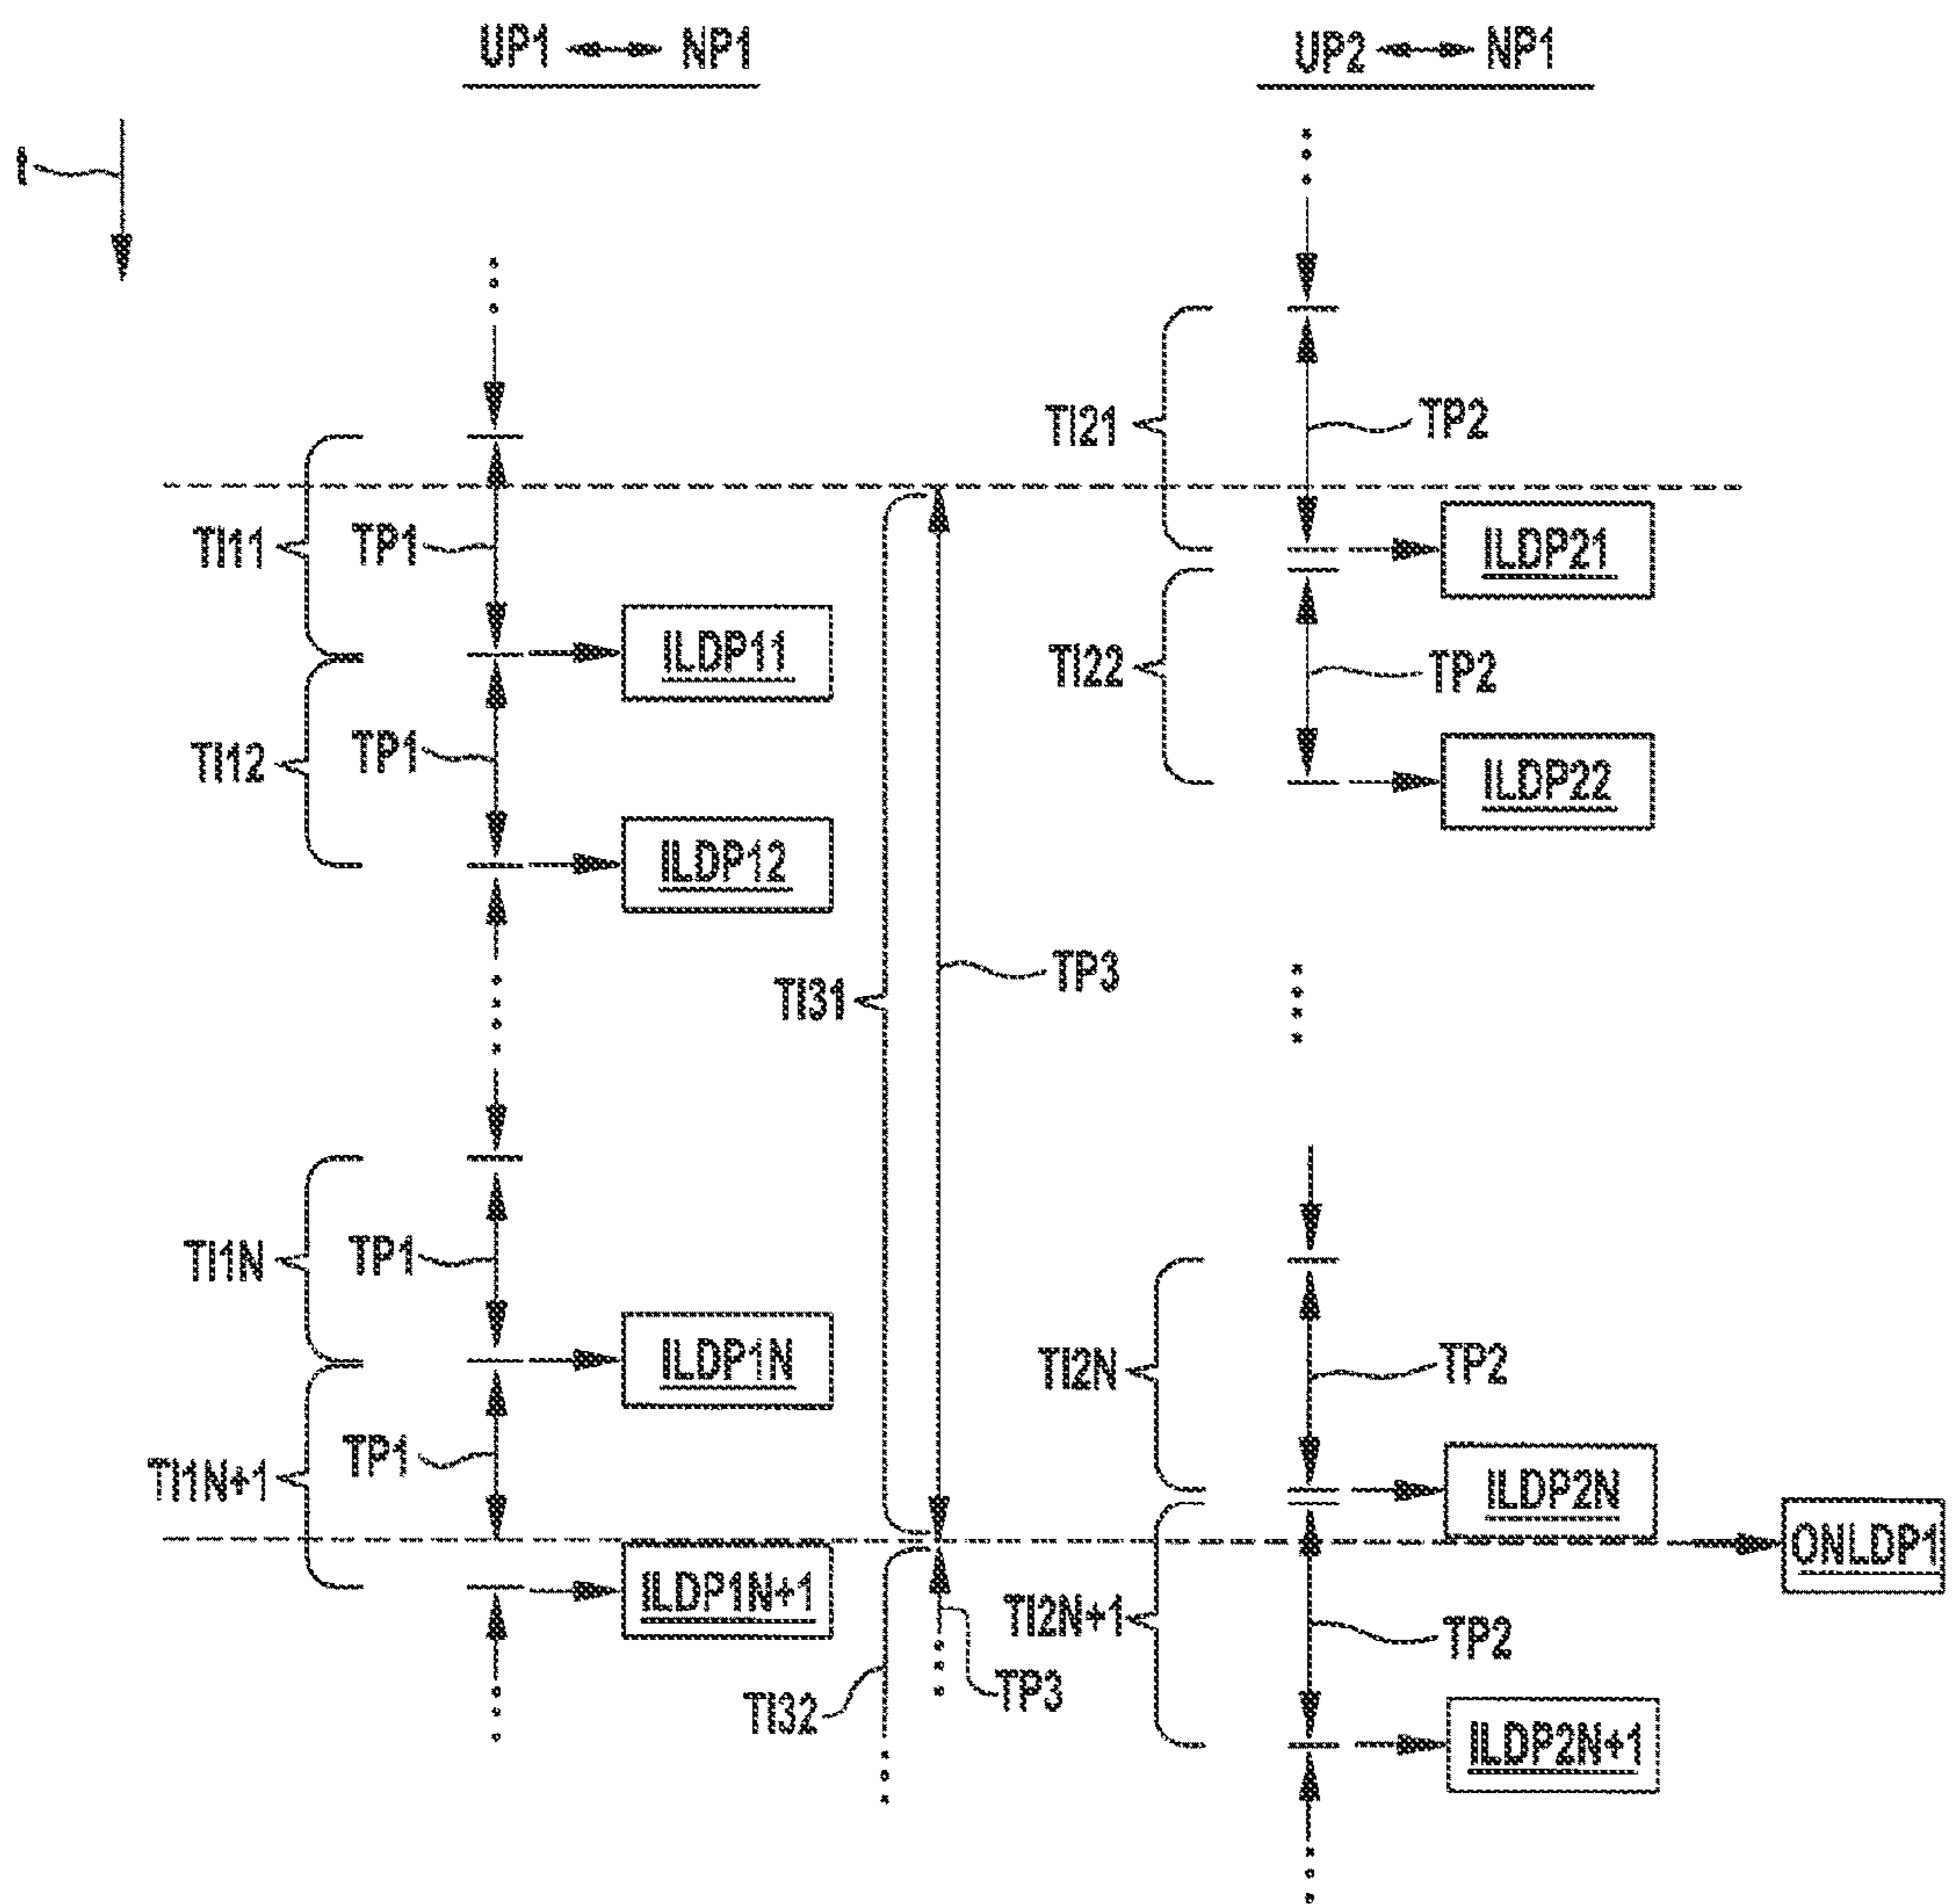 UP1 ↔ NP1
UP2 ↔ NP1
t
TI21
TP2
TI11
TP1
ILDP21
ILDP11
TI22
TP2
TI12
TP1
ILDP22
ILDP12
TI31
TP3
TI1N
TP1
ILDP1N
TI2N
TP2
TI1N+1
TP1
ILDP2N
ONLDP1
ILDP1N+1
TI2N+1
TP2
TI32
TP3
ILDP2N+1